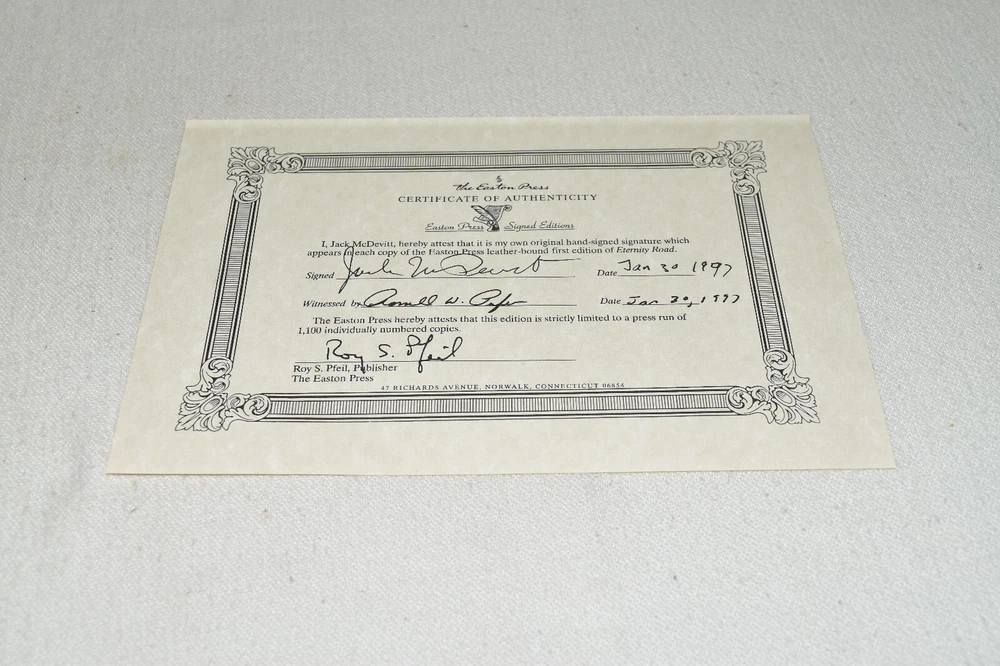 The Easton Press
CERTIFICATE OF AUTHENTICITY
Easton Press Signed Editions
I, Jack McDevitt, hereby attest that it is my own original hand-signed signature which
appears in each copy of the Easton Press leather-bound first edition of Eternity Road.
Signed Jack McDevitt Date Jan 30 1997
Witnessed by W. Date Jan 30, 1997
The Easton Press hereby attests that this edition is strictly limited to a press run of
1,100 individually numbered copies.
Roy S. Pfeil
Roy S. Pfeil, Publisher
The Easton Press
47 RICHARDS AVENUE, NORWALK, CONNECTICUT 06854